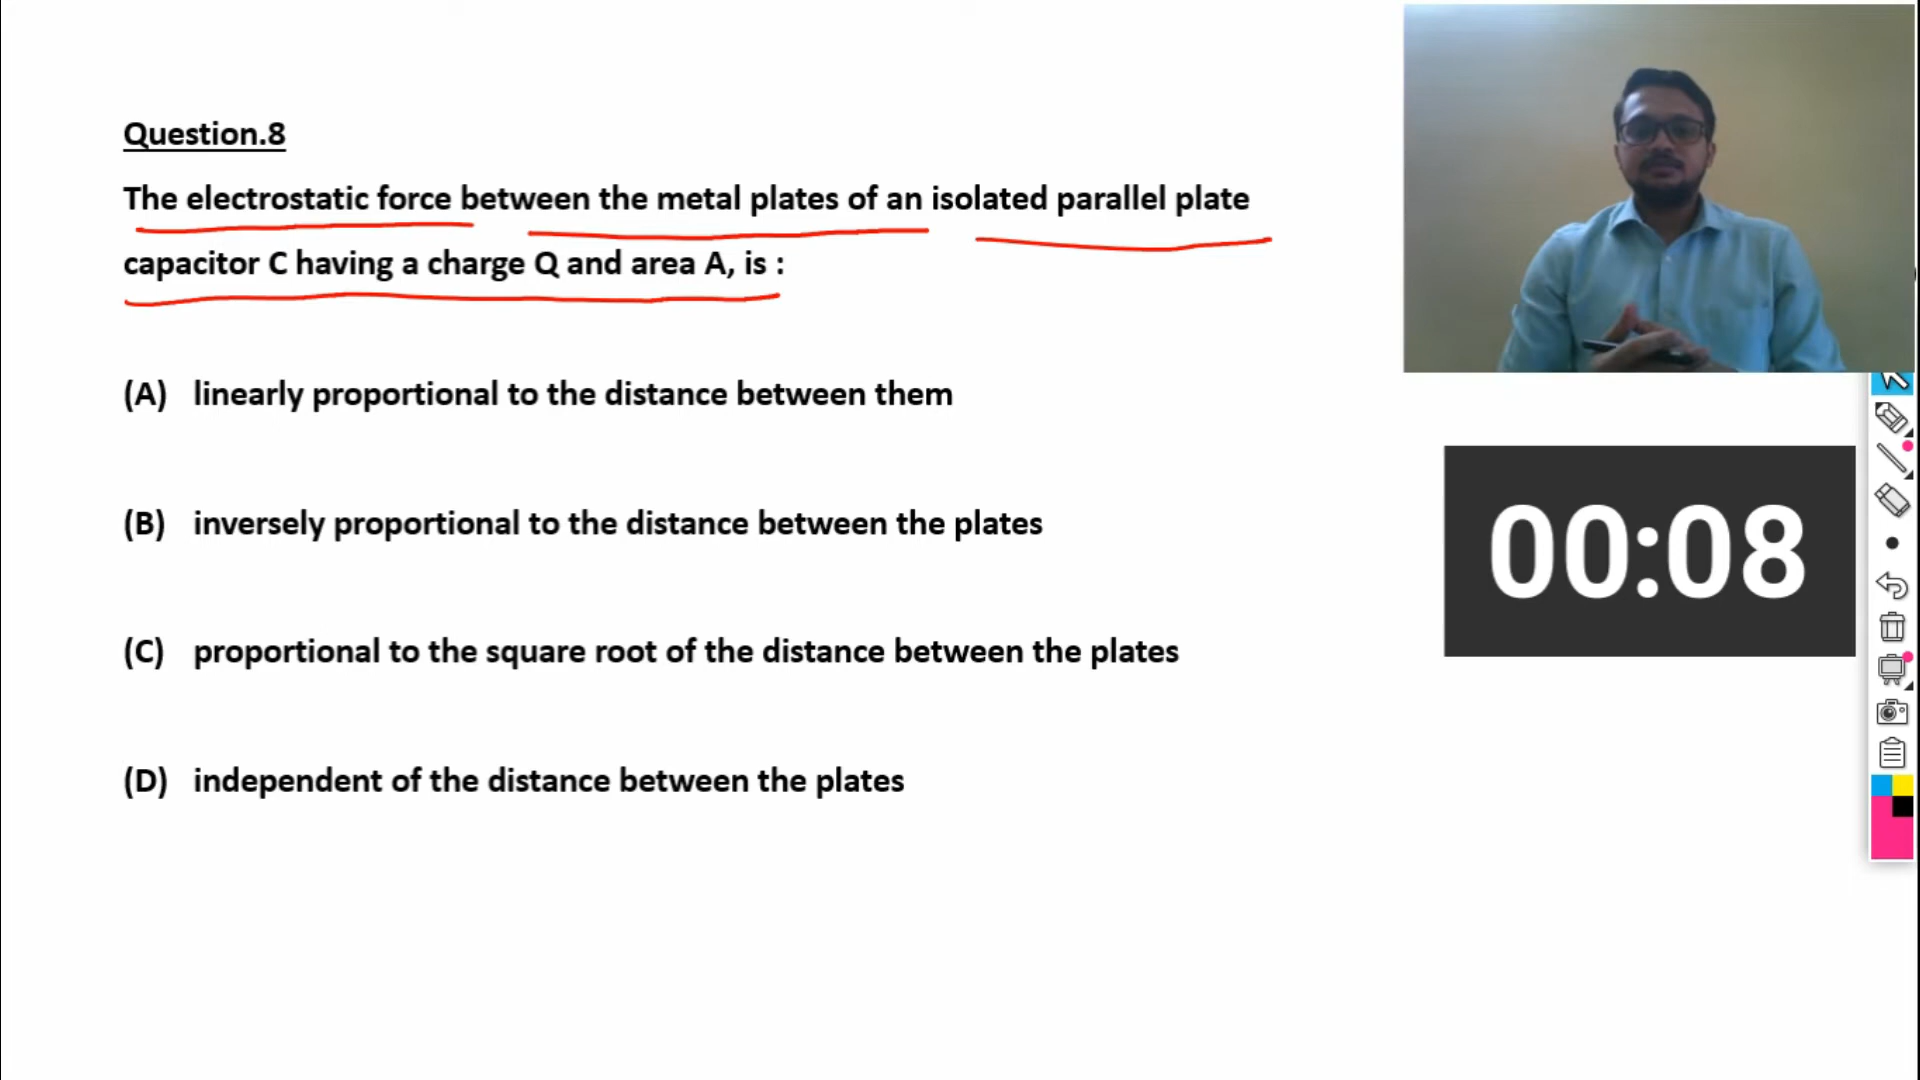 Question.8
The electrostatic force between the metal plates of an isolated parallel plate
capacitor C having a charge Q and area A, is :
(A) linearly proportional to the distance between them
(B) inversely proportional to the distance between the plates
(C) proportional to the square root of the distance between the plates
(D) independent of the distance between the plates
00:08